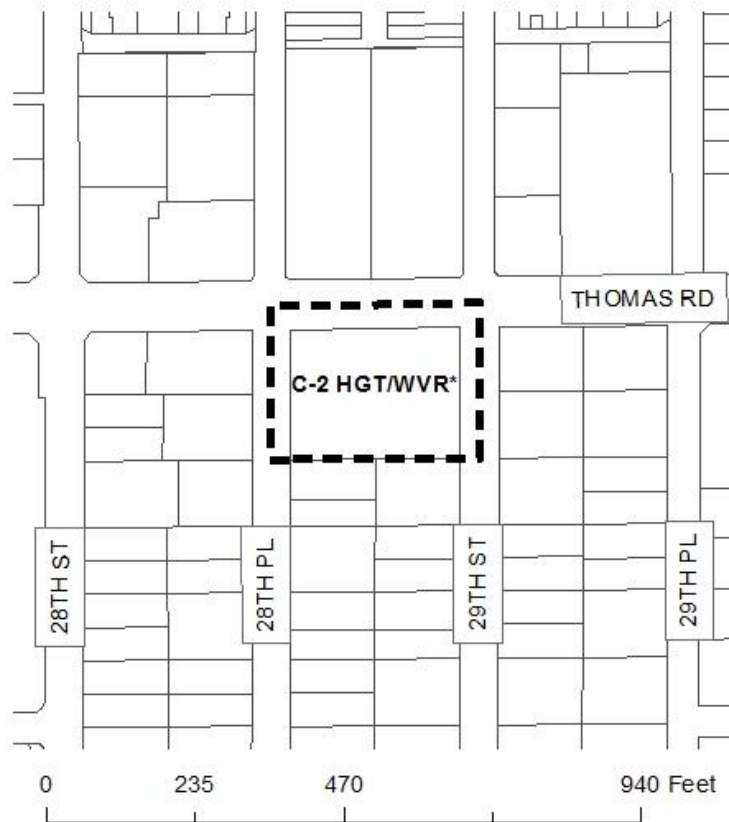 THOMAS RD
C-2 HGT/WVR*
28TH ST
28TH PL
29TH ST
29TH PL
0 235 470 940 Feet